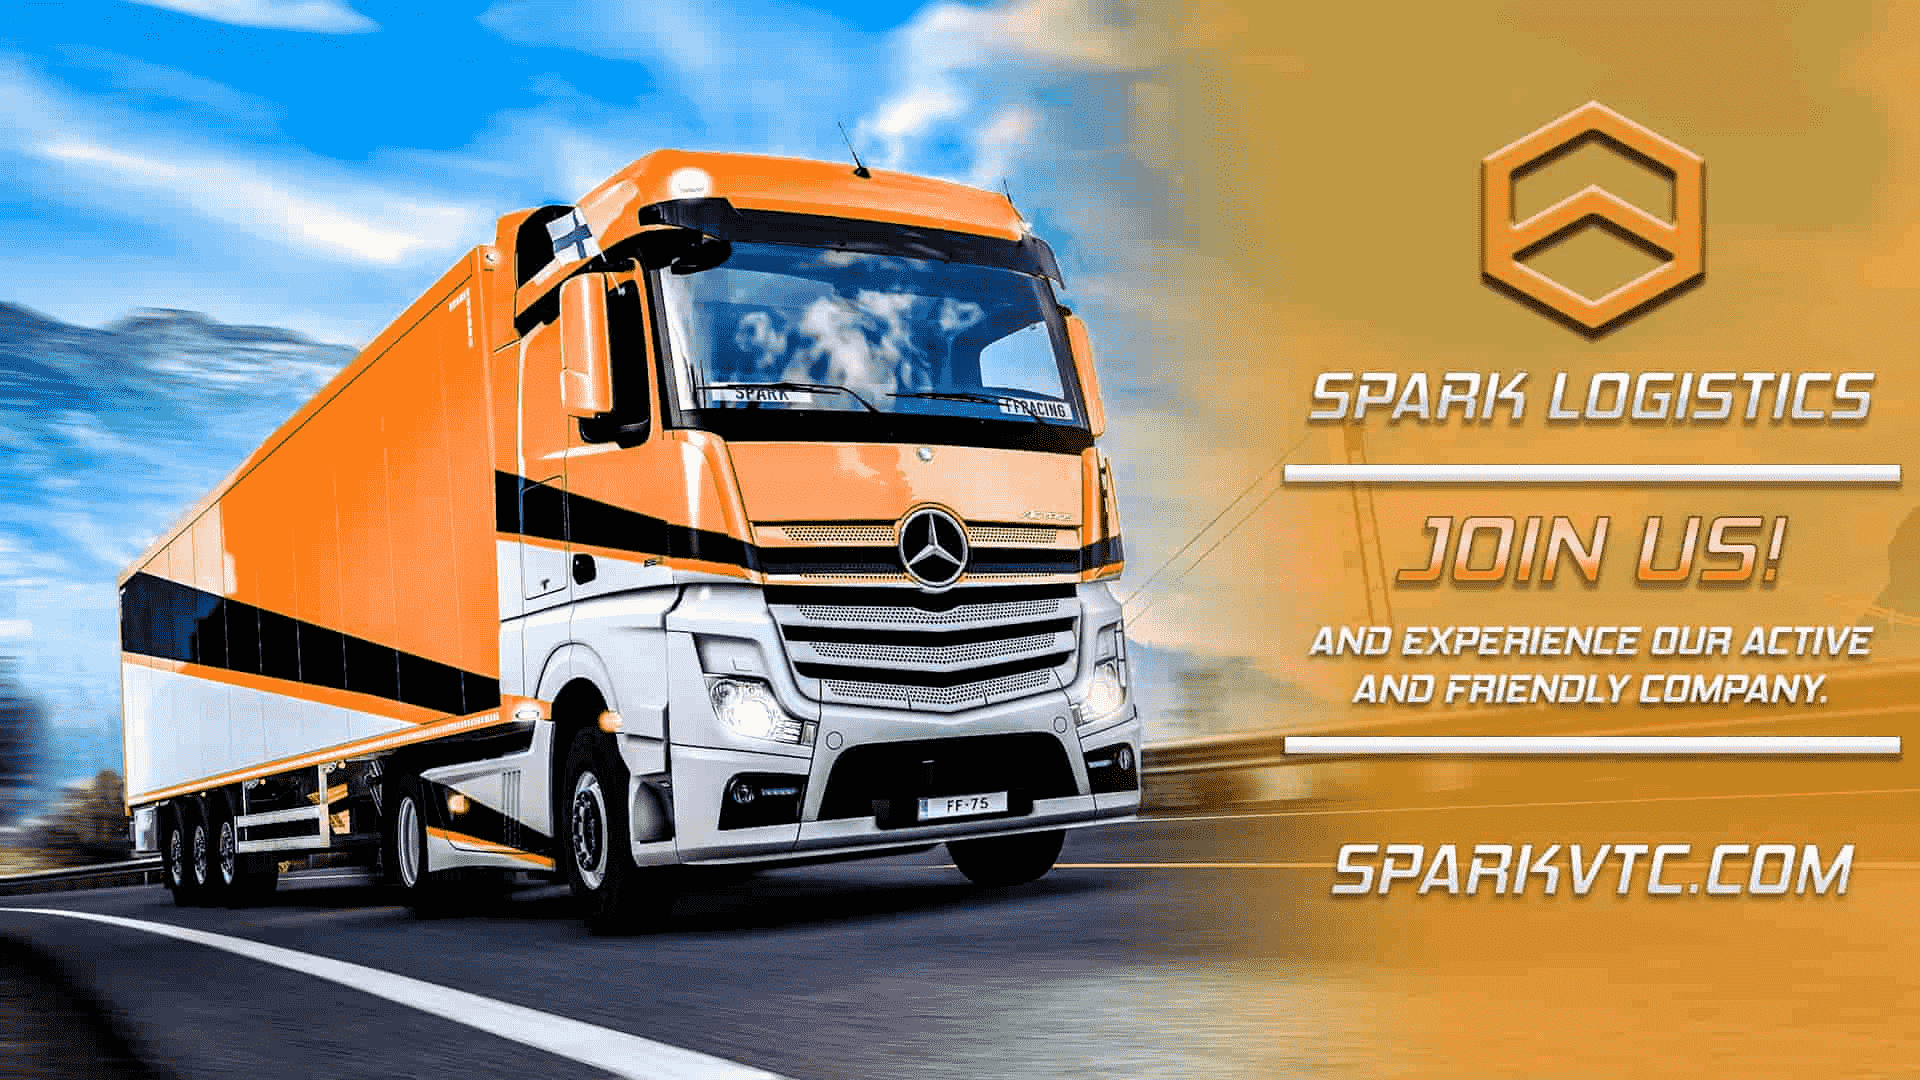 SPARK
FFRACING
FF-75
SPARK LOGISTICS
JOIN US!
AND EXPERIENCE OUR ACTIVE
AND FRIENDLY COMPANY.
SPARKVTC.COM